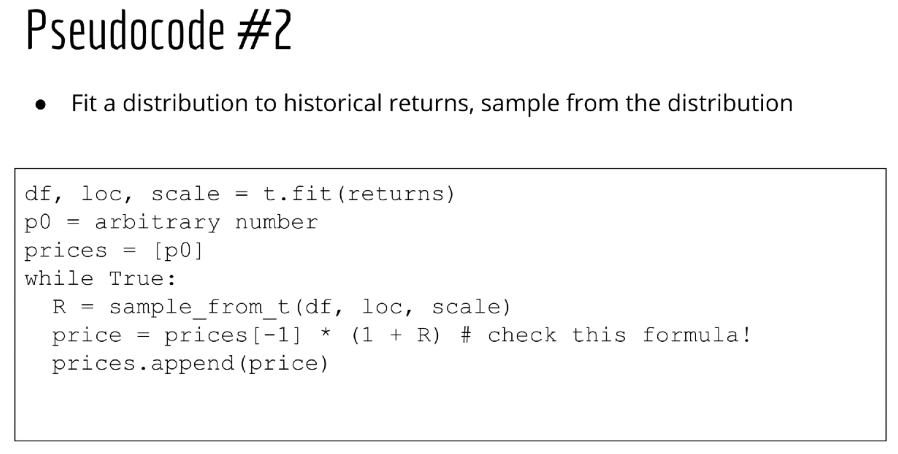 Pseudocode #2
● Fit a distribution to historical returns, sample from the distribution
df, loc, scale = t.fit(returns)
p0 = arbitrary number
prices = [p0]
while True:
  R = sample_from_t(df, loc, scale)
  price = prices[-1] * (1 + R) # check this formula!
  prices.append(price)